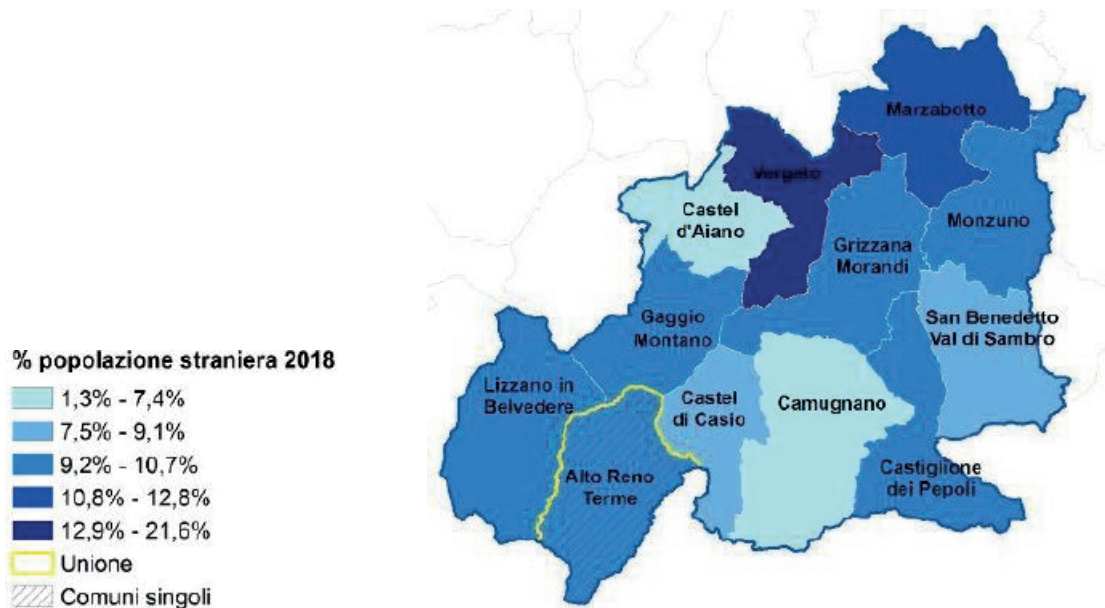 Marzabotto
Vergato
Castel
d'Aiano
Monzuno
Grizzana
Morandi
San Benedetto
Val di Sambro
Gaggio
Montano
Lizzano in
Belvedere
Castel
di Casio
Camugnano
Alto Reno
Terme
Castiglione
dei Pepoli
% popolazione straniera 2018
1,3% - 7,4%
7,5% - 9,1%
9,2% - 10,7%
10,8% - 12,8%
12,9% - 21,6%
Unione
Comuni singoli